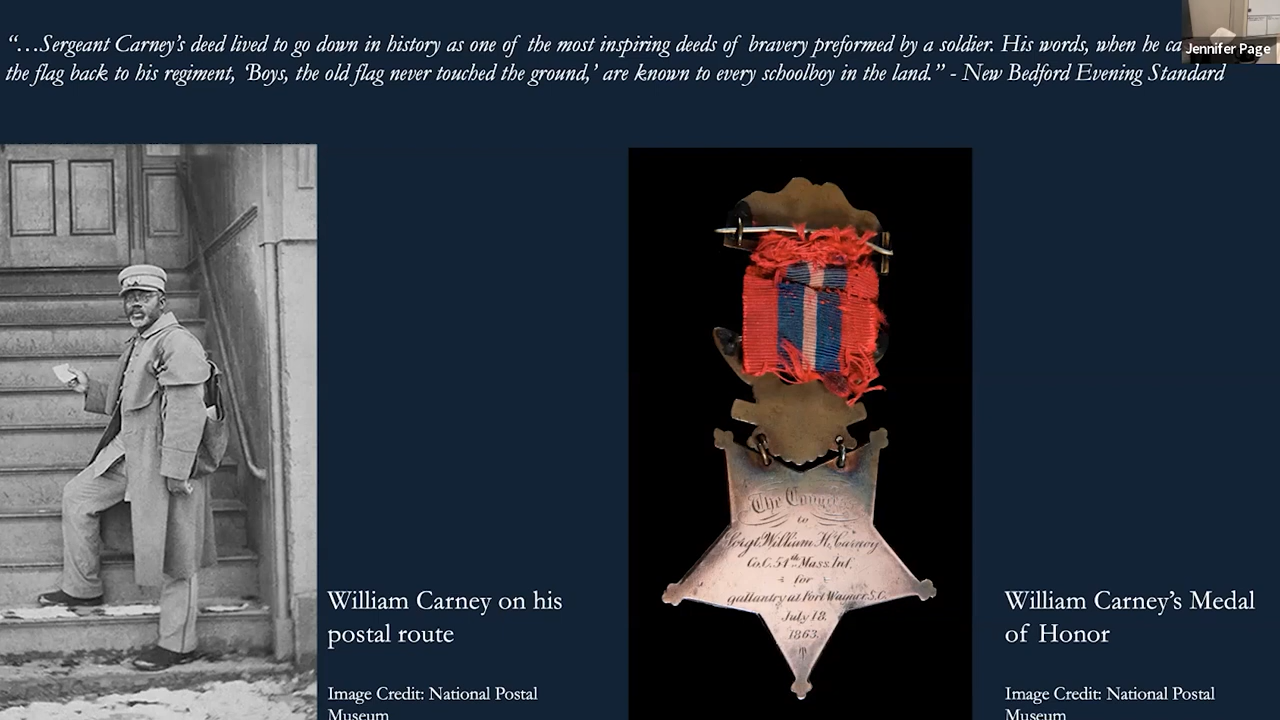 “…Sergeant Carney’s deed lived to go down in history as one of the most inspiring deeds of bravery preformed by a soldier. His words, when he ca
the flag back to his regiment, ‘Boys, the old flag never touched the ground,’ are known to every schoolboy in the land.” - New Bedford Evening Standard
Jennifer Page
The Congress
to
Sergt. William H. Carney
Co. C. 54th Mass. Inf.
for
gallantry at Fort Wagner S.C.
July 18.
1863.
William Carney on his
postal route
Image Credit: National Postal
Museum
William Carney’s Medal
of Honor
Image Credit: National Postal
Museum